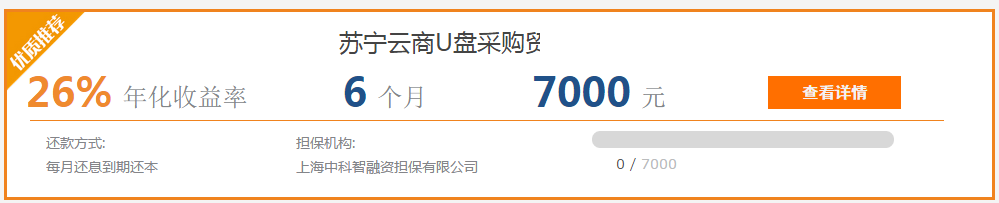 优质推荐
苏宁云商U盘采购贸
26% 年化收益率 6 个月 7000 元 查看详情
还款方式: 担保机构:
每月还息到期还本 上海中科智融资担保有限公司 0 / 7000